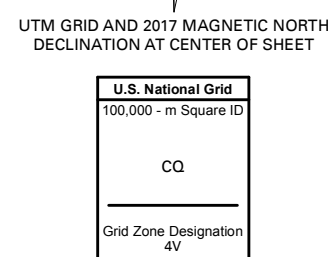 UTM GRID AND 2017 MAGNETIC NORTH
DECLINATION AT CENTER OF SHEET
U.S. National Grid
100,000 - m Square ID
CQ
Grid Zone Designation
4V